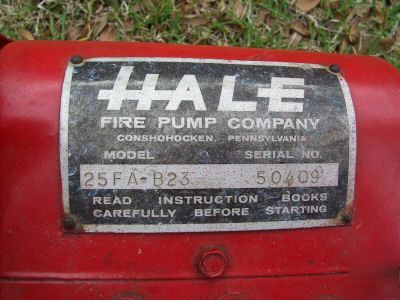 HALE
FIRE PUMP COMPANY
CONSHOHOCKEN, PENNSYLVANIA
MODEL SERIAL NO.
25FA-B23 50409
READ INSTRUCTION BOOKS
CAREFULLY BEFORE STARTING